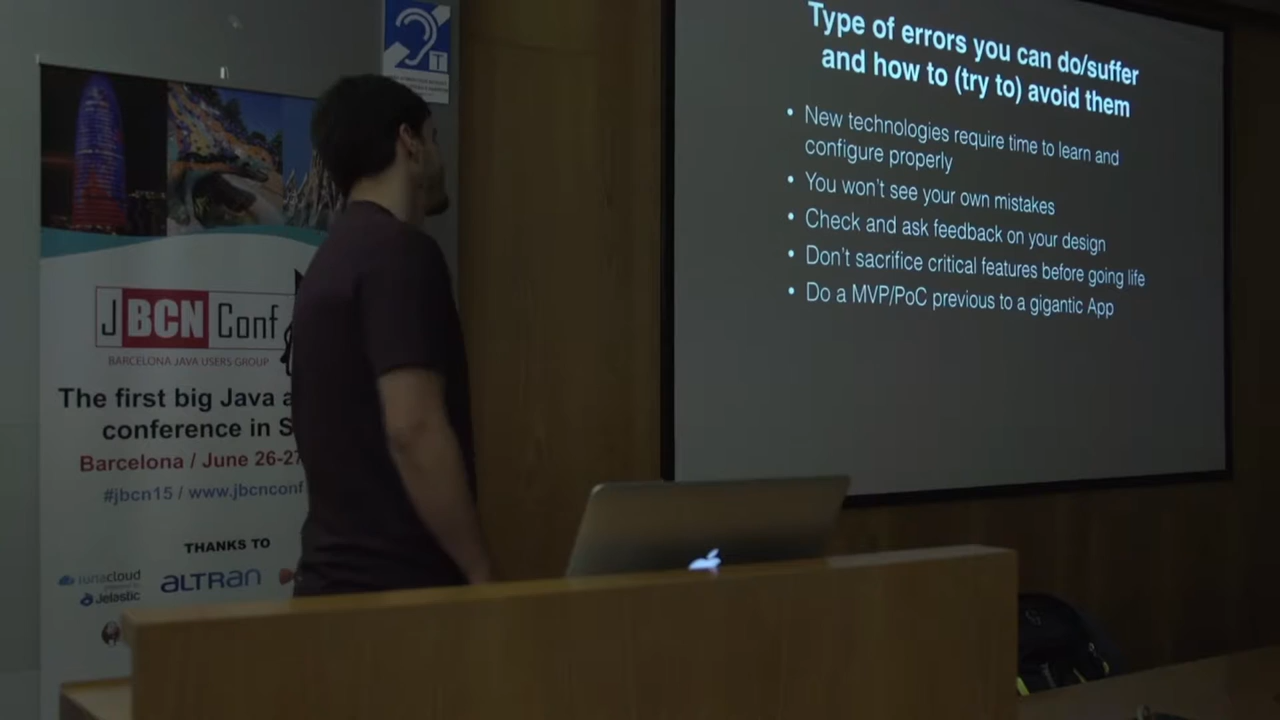 T
JBCN Conf
BARCELONA JAVA USERS GROUP
The first big Java a
conference in S
Barcelona / June 26-27
#jbcn15 / www.jbcnconf.
THANKS TO
lunacloud
Jelastic
ALTRAN
Type of errors you can do/suffer
and how to (try to) avoid them
• New technologies require time to learn and
configure properly
• You won't see your own mistakes
• Check and ask feedback on your design
• Don't sacrifice critical features before going life
• Do a MVP/PoC previous to a gigantic App